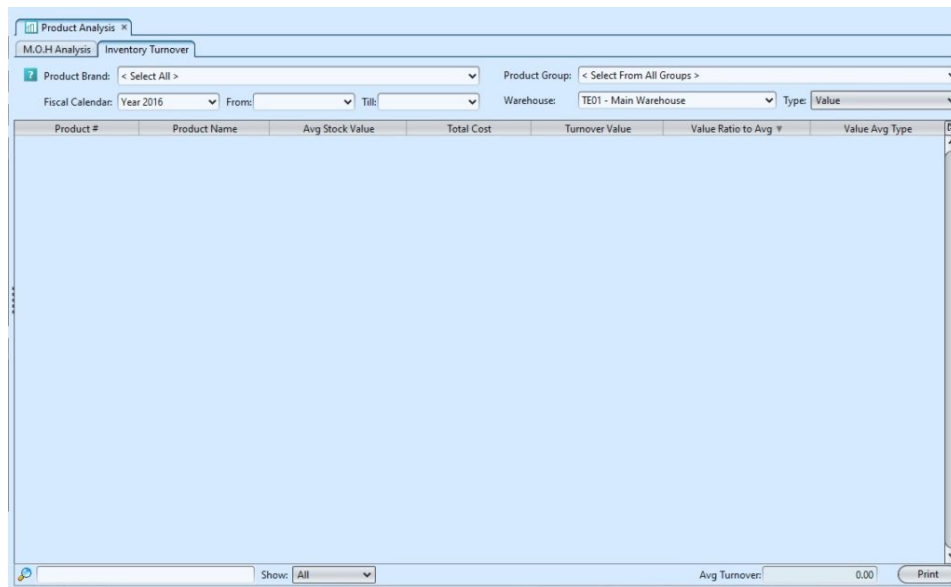 Product Analysis ×
M.O.H Analysis Inventory Turnover
? Product Brand: < Select All > Product Group: < Select From All Groups >
Fiscal Calendar: Year 2016 From: Till: Warehouse: TE01 - Main Warehouse Type: Value
Product # Product Name Avg Stock Value Total Cost Turnover Value Value Ratio to Avg Value Avg Type
Show: All Avg Turnover: 0.00 Print